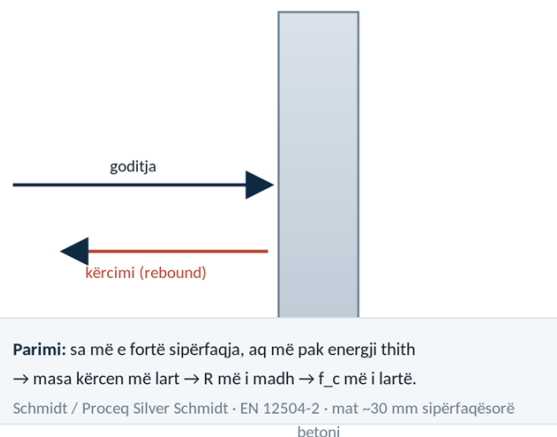 goditja
kërcimi (rebound)
Parimi: sa më e fortë sipërfaqja, aq më pak energji thith
→ masa kërcen më lart → R më i madh → f_c më i lartë.
Schmidt / Proceq Silver Schmidt · EN 12504-2 · mat ~30 mm sipërfaqësorë
betoni